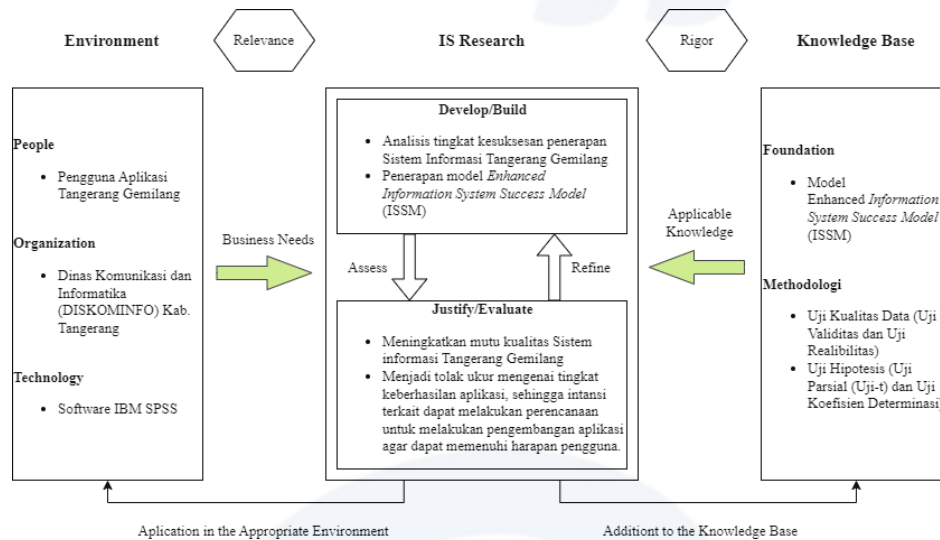 Environment
Relevance
IS Research
Rigor
Knowledge Base
People
Pengguna Aplikasi
Tangerang Gemilang
Organization
Dinas Komunikasi dan
Informatika
(DISKOMINFO) Kab.
Tangerang
Technology
Software IBM SPSS
Business Needs
Develop/Build
Analisis tingkat kesuksesan penerapan
Sistem Informasi Tangerang Gemilang
Penerapan model Enhanced
Information System Success Model
(ISSM)
Assess
Refine
Justify/Evaluate
Meningkatkan mutu kualitas Sistem
informasi Tangerang Gemilang
Menjadi tolak ukur mengenai tingkat
keberhasilan aplikasi, sehingga intansi
terkait dapat melakukan perencanaan
untuk melakukan pengembangan aplikasi
agar dapat memenuhi harapan pengguna.
Applicable
Knowledge
Foundation
Model
Enhanced Information
System Success Model
(ISSM)
Methodologi
Uji Kualitas Data (Uji
Validitas dan Uji
Realibilitas)
Uji Hipotesis (Uji
Parsial (Uji-t) dan Uji
Koefisien Determinasi)
Aplication in the Appropriate Environment
Additiont to the Knowledge Base